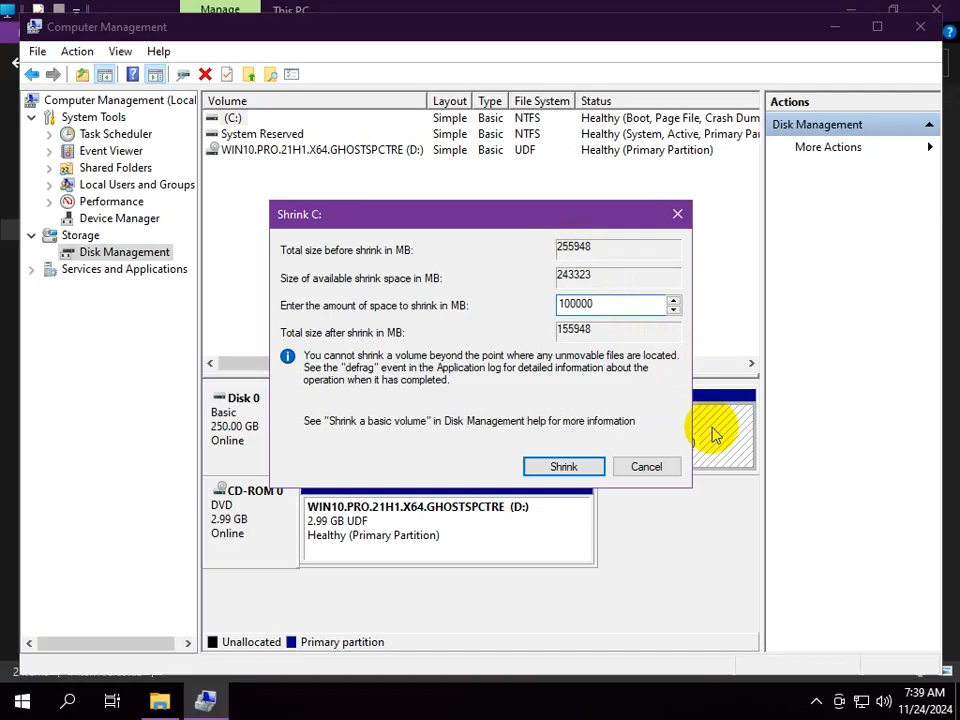 Manage
This PC
Computer Management
File Action View Help
Computer Management (Local
System Tools
Task Scheduler
Event Viewer
Shared Folders
Local Users and Groups
Performance
Device Manager
Storage
Disk Management
Services and Applications
Volume Layout Type File System Status
(C:) Simple Basic NTFS Healthy (Boot, Page File, Crash Dum
System Reserved Simple Basic NTFS Healthy (System, Active, Primary Pa
WIN10.PRO.21H1.X64.GHOSTSPCTRE (D:) Simple Basic UDF Healthy (Primary Partition)
Actions
Disk Management
More Actions
Shrink C:
Total size before shrink in MB: 255948
Size of available shrink space in MB: 243323
Enter the amount of space to shrink in MB: 100000
Total size after shrink in MB: 155948
You cannot shrink a volume beyond the point where any unmovable files are located.
See the "defrag" event in the Application log for detailed information about the
operation when it has completed.
See "Shrink a basic volume" in Disk Management help for more information
Shrink Cancel
Disk 0
Basic
250.00 GB
Online
CD-ROM 0
DVD
2.99 GB
Online
WIN10.PRO.21H1.X64.GHOSTSPCTRE (D:)
2.99 GB UDF
Healthy (Primary Partition)
Unallocated Primary partition
7:39 AM
11/24/2024